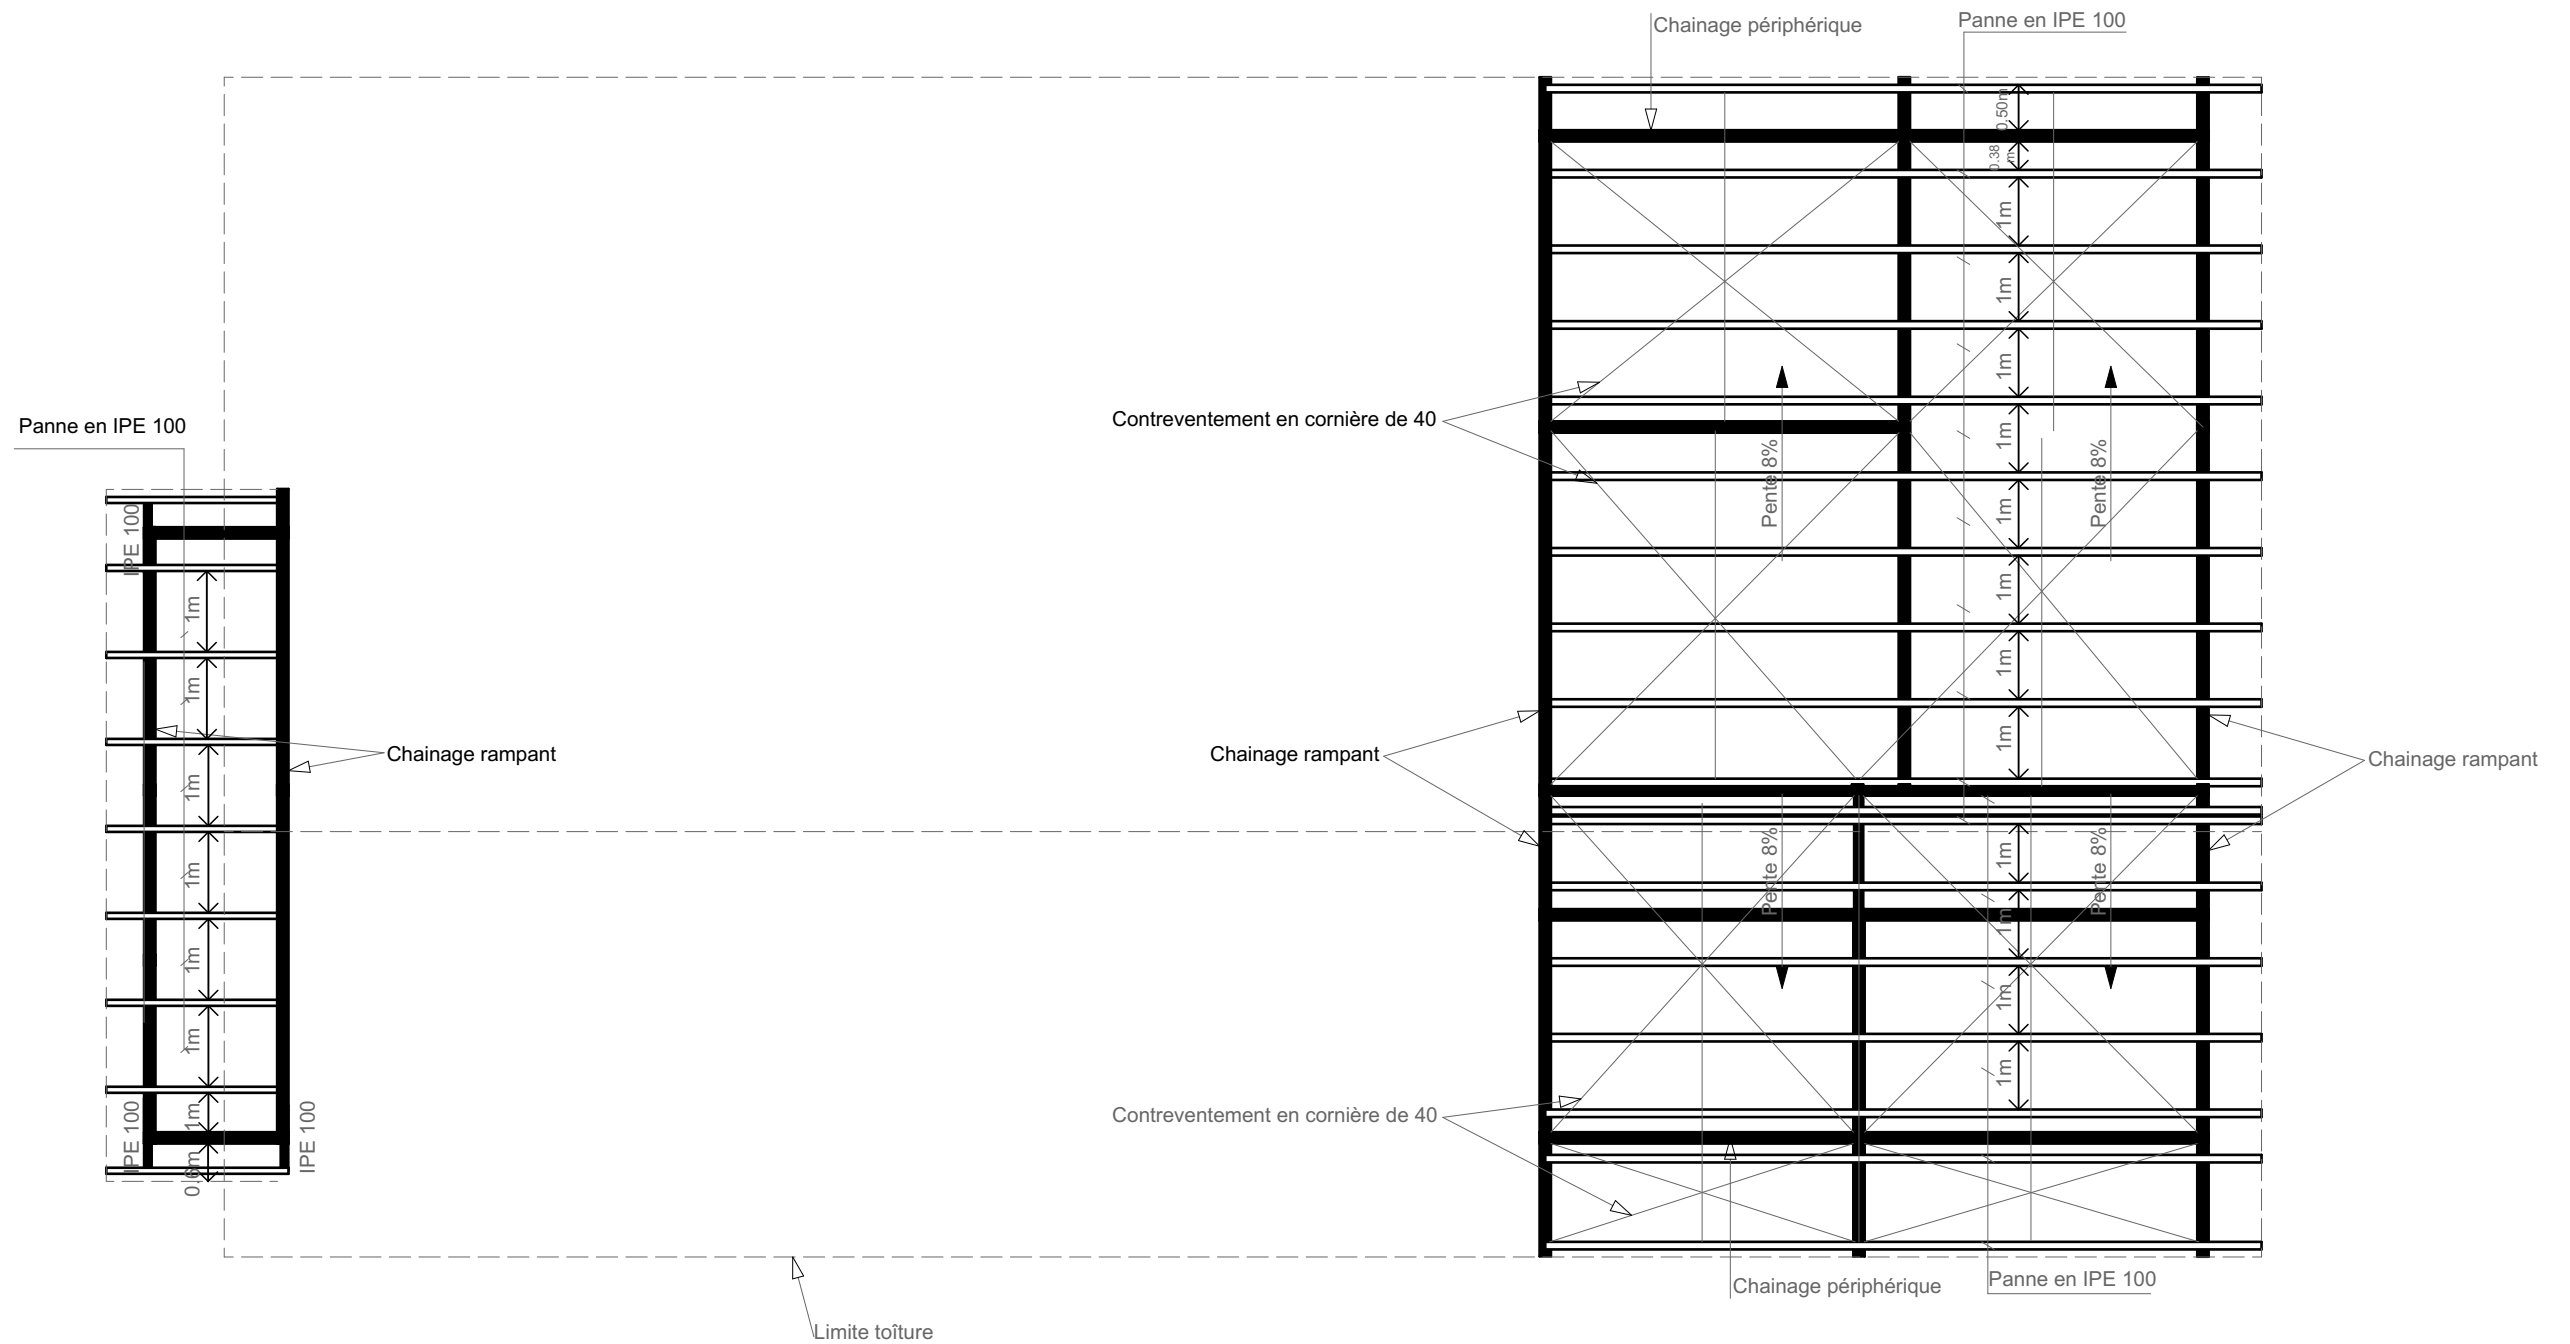 Chainage périphérique
Panne en IPE 100
0.50m
0.38
m
1m
1m
1m
1m
1m
1m
1m
1m
Contreventement en cornière de 40
Pente 8%
Pente 8%
Panne en IPE 100
IPE 100
1m
1m
1m
1m
1m
1m
1m
0.6m
IPE 100
IPE 100
Chainage rampant
Chainage rampant
Chainage rampant
Pente 8%
Pente 8%
1m
1m
1m
1m
Contreventement en cornière de 40
Chainage périphérique
Panne en IPE 100
Limite toîture